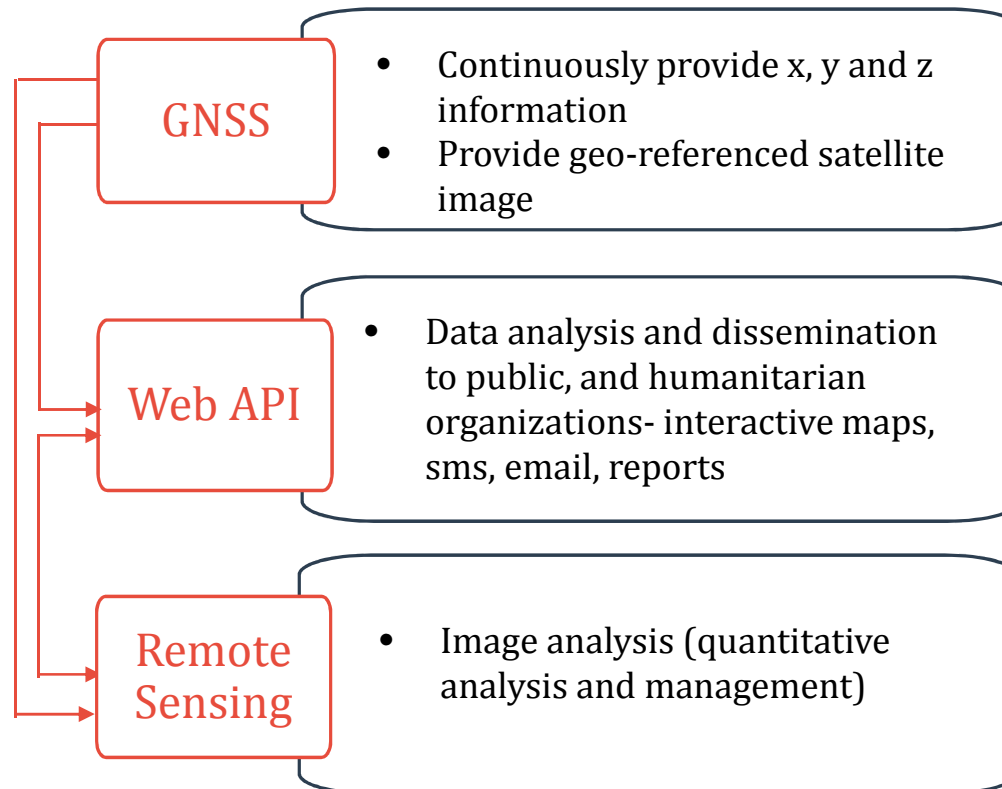 GNSS
• Continuously provide x, y and z
information
• Provide geo-referenced satellite
image
Web API
• Data analysis and dissemination
to public, and humanitarian
organizations- interactive maps,
sms, email, reports
Remote
Sensing
• Image analysis (quantitative
analysis and management)